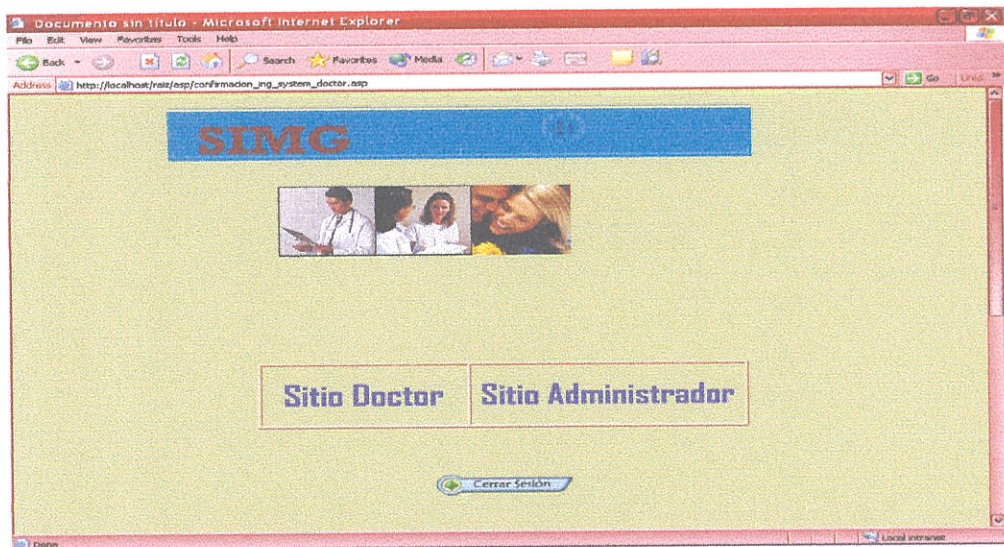 Documento sin título - Microsoft Internet Explorer
File Edit View Favorites Tools Help
Back Search Favorites Media
Address http://localhost/raiz/asp/confirmacion_ing_system_doctor.asp Go
SIMG
Sitio Doctor Sitio Administrador
Cerrar Sesión
Done Local intranet